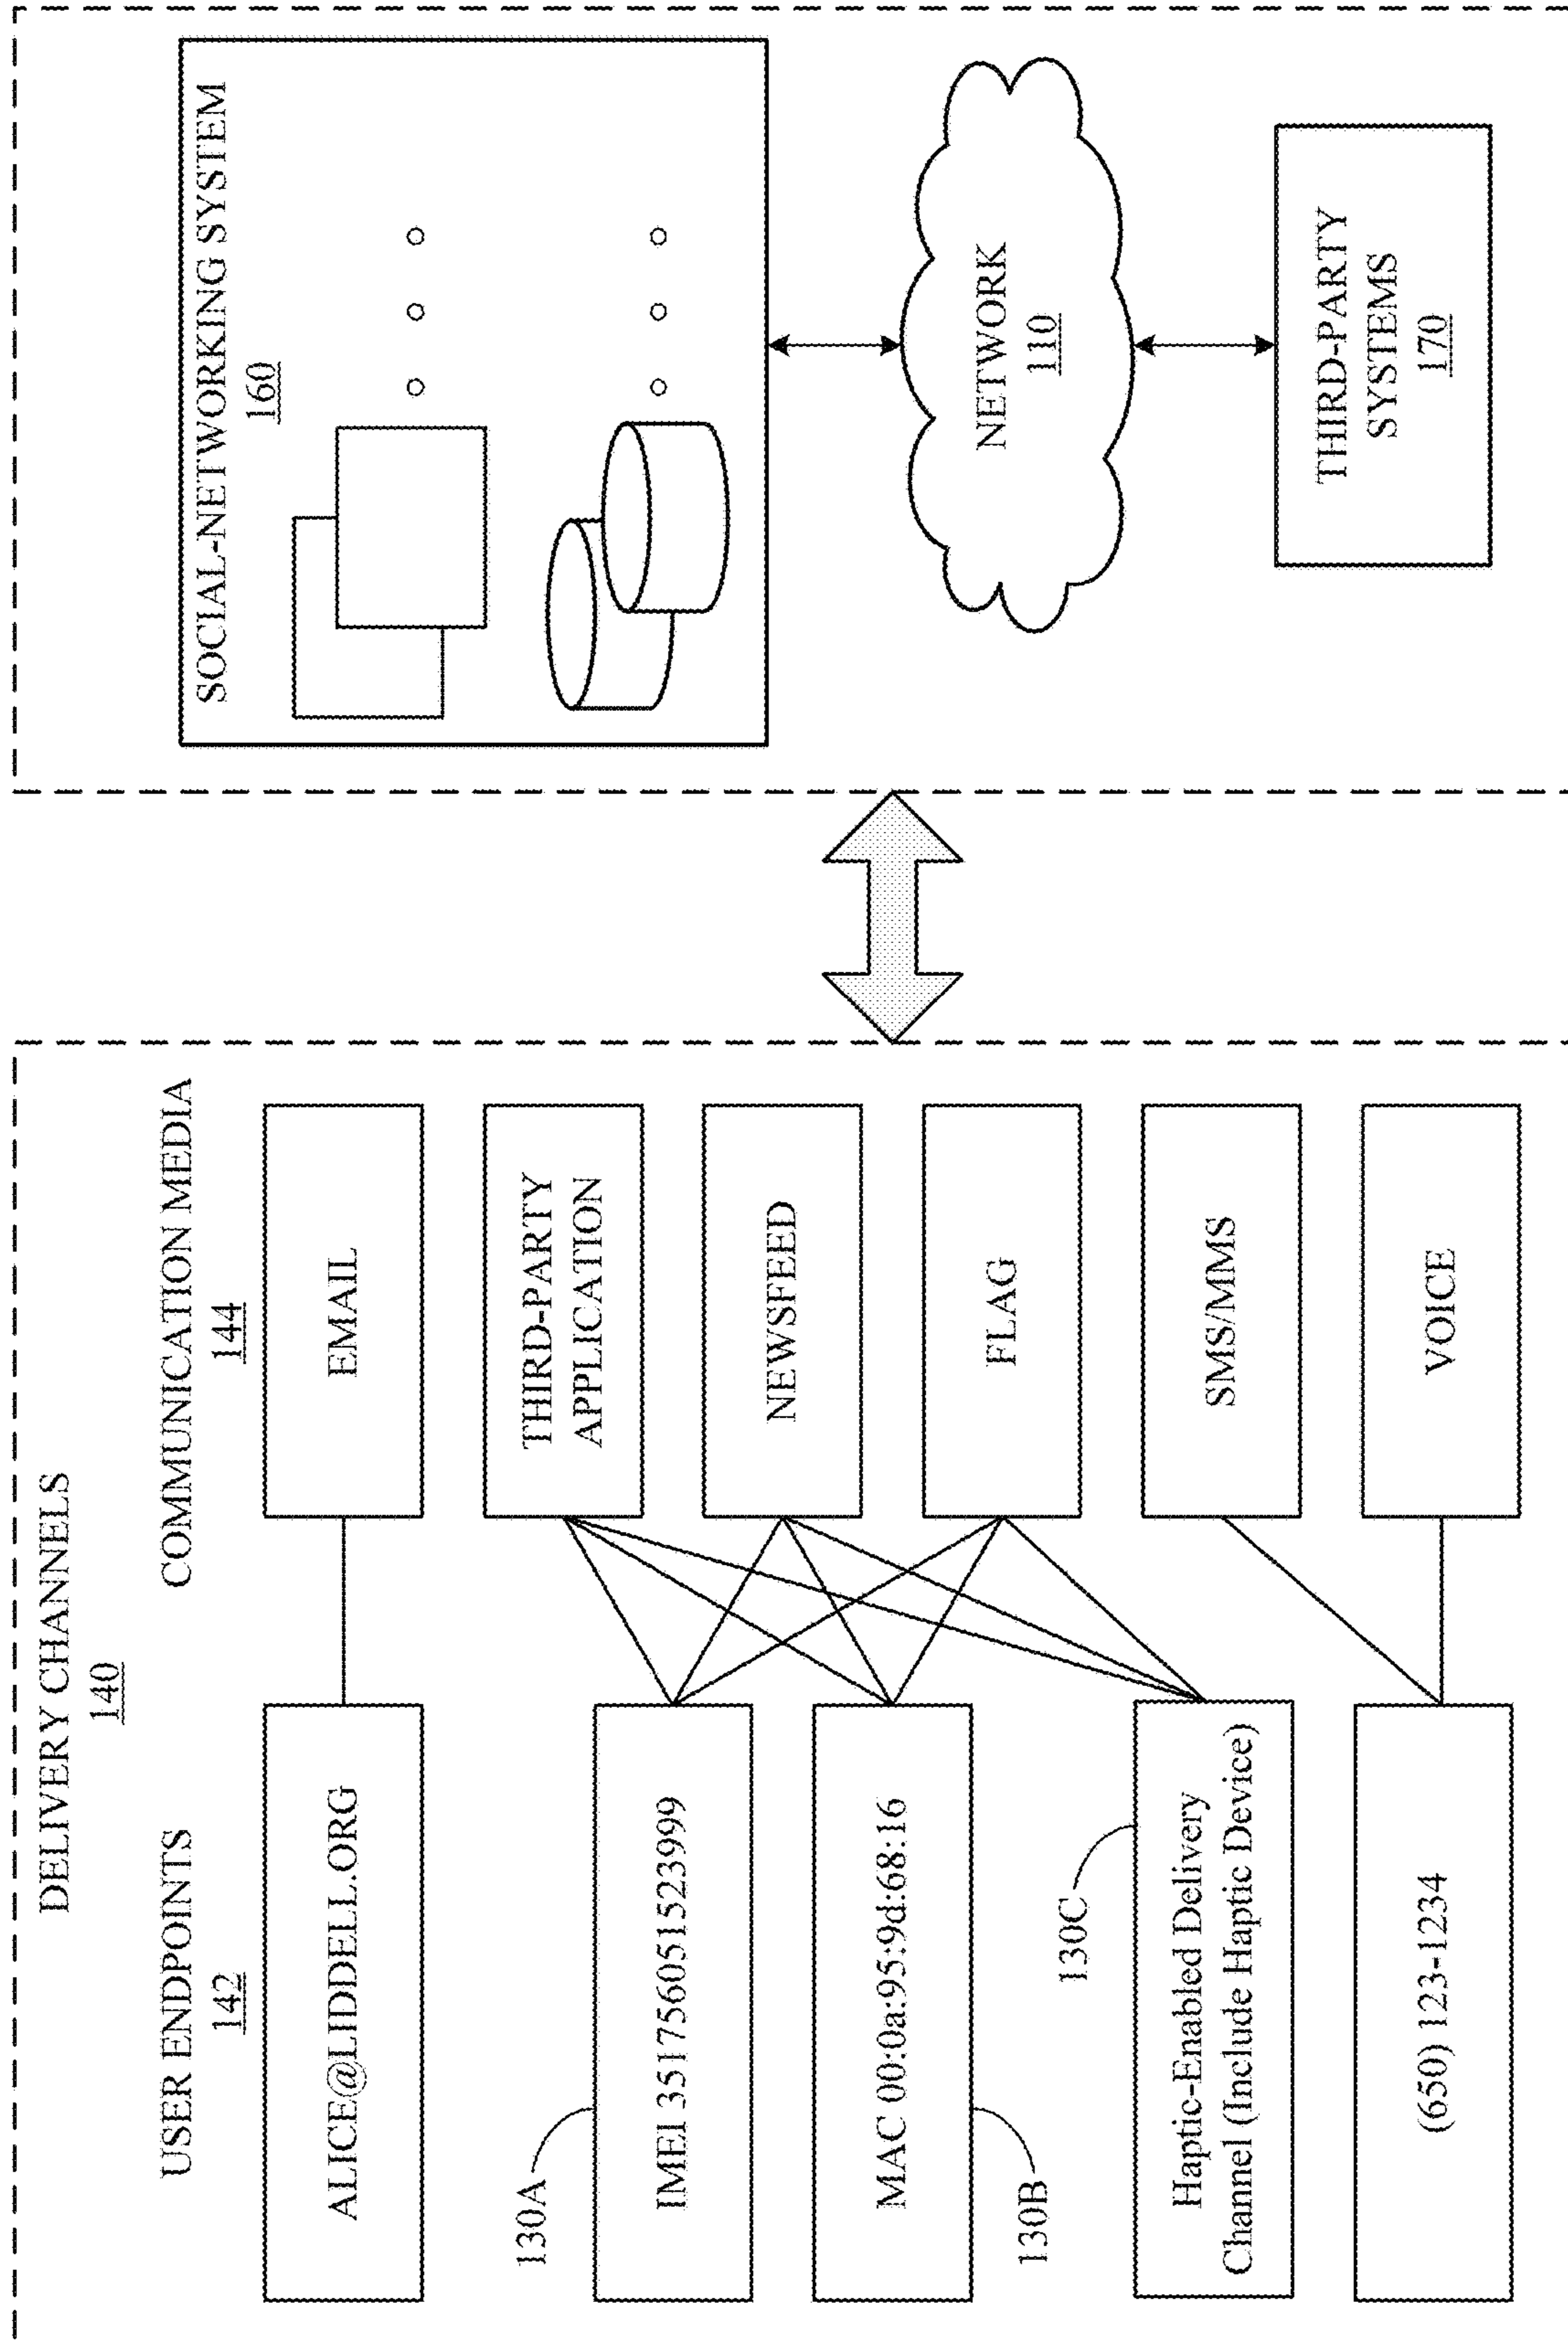 DELIVERY CHANNELS
140
USER ENDPOINTS
142
COMMUNICATION MEDIA
144
ALICE@LIDDELL.ORG
EMAIL
130A
IMEI 351756051523999
THIRD-PARTY
APPLICATION
MAC 00:0a:95:9d:68:16
130B
NEWSFEED
130C
Haptic-Enabled Delivery
Channel (Include Haptic Device)
FLAG
(650) 123-1234
SMS/MMS
VOICE
SOCIAL-NETWORKING SYSTEM
160
NETWORK
110
THIRD-PARTY
SYSTEMS
170